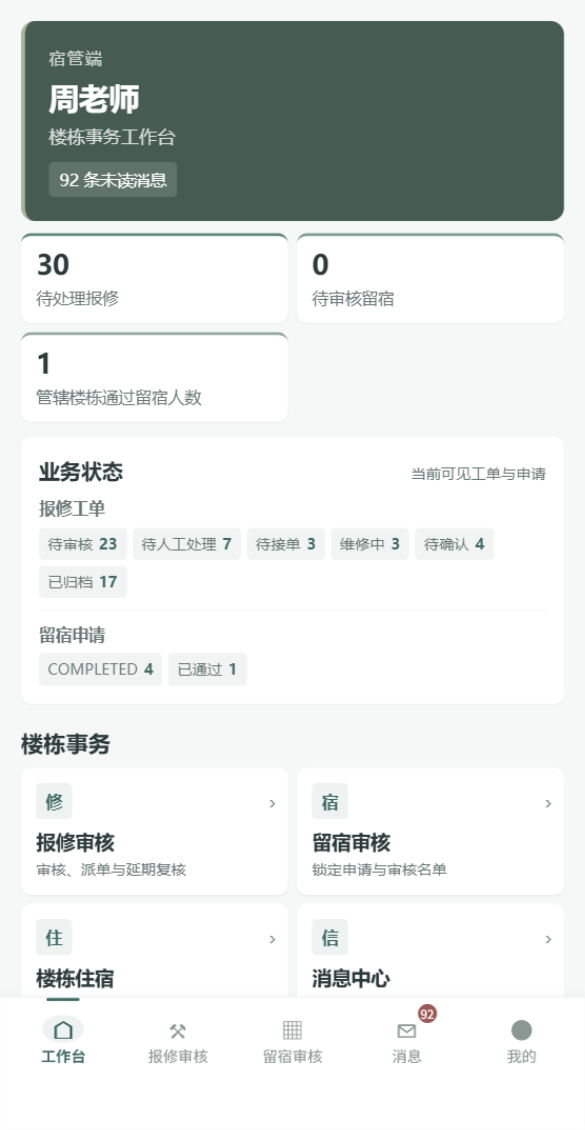 宿管端
周老师
楼栋事务工作台
92 条未读消息
30
待处理报修
0
待审核留宿
1
管辖楼栋通过留宿人数
业务状态
当前可见工单与申请
报修工单
待审核 23
待人工处理 7
待接单 3
维修中 3
待确认 4
已归档 17
留宿申请
COMPLETED 4
已通过 1
楼栋事务
修
›
报修审核
审核、派单与延期复核
宿
›
留宿审核
锁定申请与审核名单
住
›
楼栋住宿
信
›
消息中心
工作台
报修审核
留宿审核
92
消息
我的